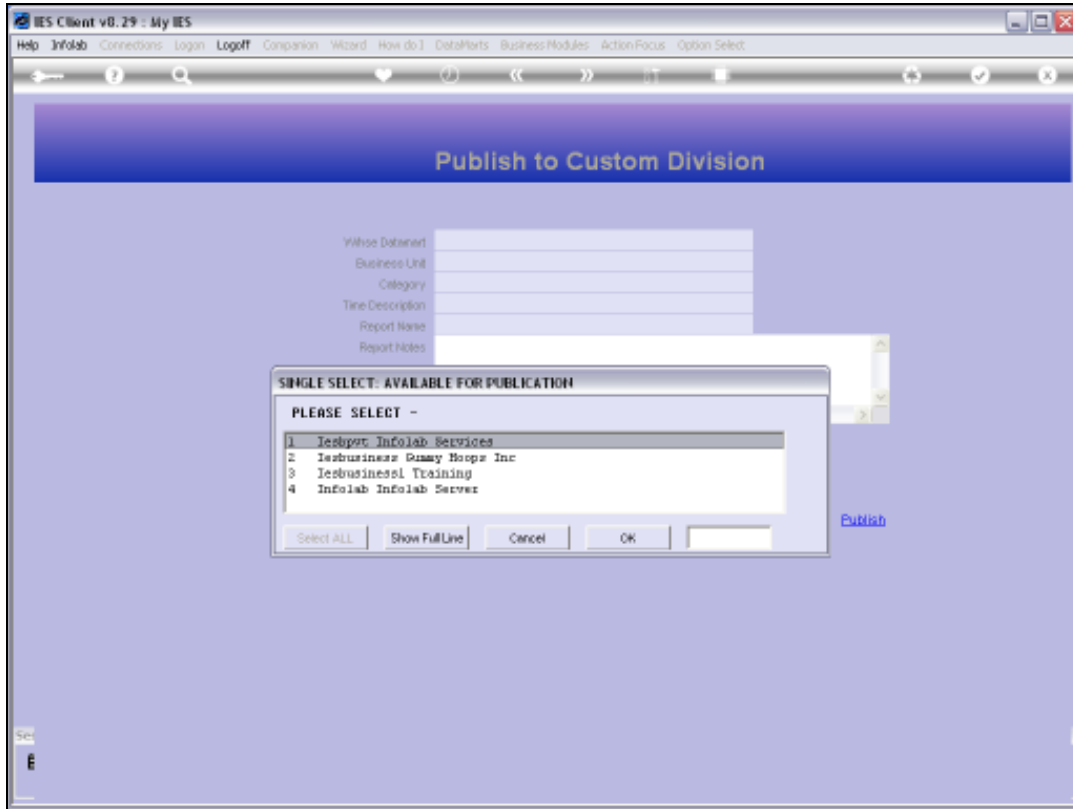 IES Client v8.29 : My IES
Help Infolab Connections Logon Logoff Companion Wizard How do I DataMarts Business Modules Action Focus Option Select
Publish to Custom Division
Whose Datamart
Business Unit
Category
Time Description
Report Name
Report Notes
SINGLE SELECT: AVAILABLE FOR PUBLICATION
PLEASE SELECT -
1 Iesbpvt Infolab Services
2 Iesbusiness Gummy Hoops Inc
3 Iesbusiness1 Training
4 Infolab Infolab Server
Select ALL Show Full Line Cancel OK
Publish